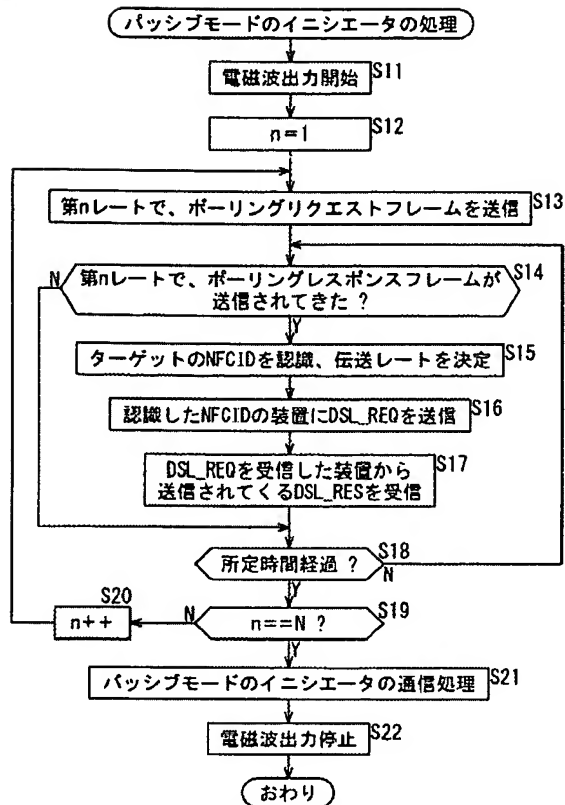 パッシブモードのイニシエータの処理
電磁波出力開始 S11
n=1 S12
第nレートで、ポーリングリクエストフレームを送信 S13
N 第nレートで、ポーリングレスポンスフレームが S14
送信されてきた ?
Y
ターゲットのNFCIDを認識、伝送レートを決定 S15
認識したNFCIDの装置にDSL_REQを送信 S16
DSL_REQを受信した装置から S17
送信されてくるDSL_RESを受信
所定時間経過 ? S18
N
Y
S20
n++
N
n==N ? S19
Y
パッシブモードのイニシエータの通信処理 S21
電磁波出力停止 S22
おわり